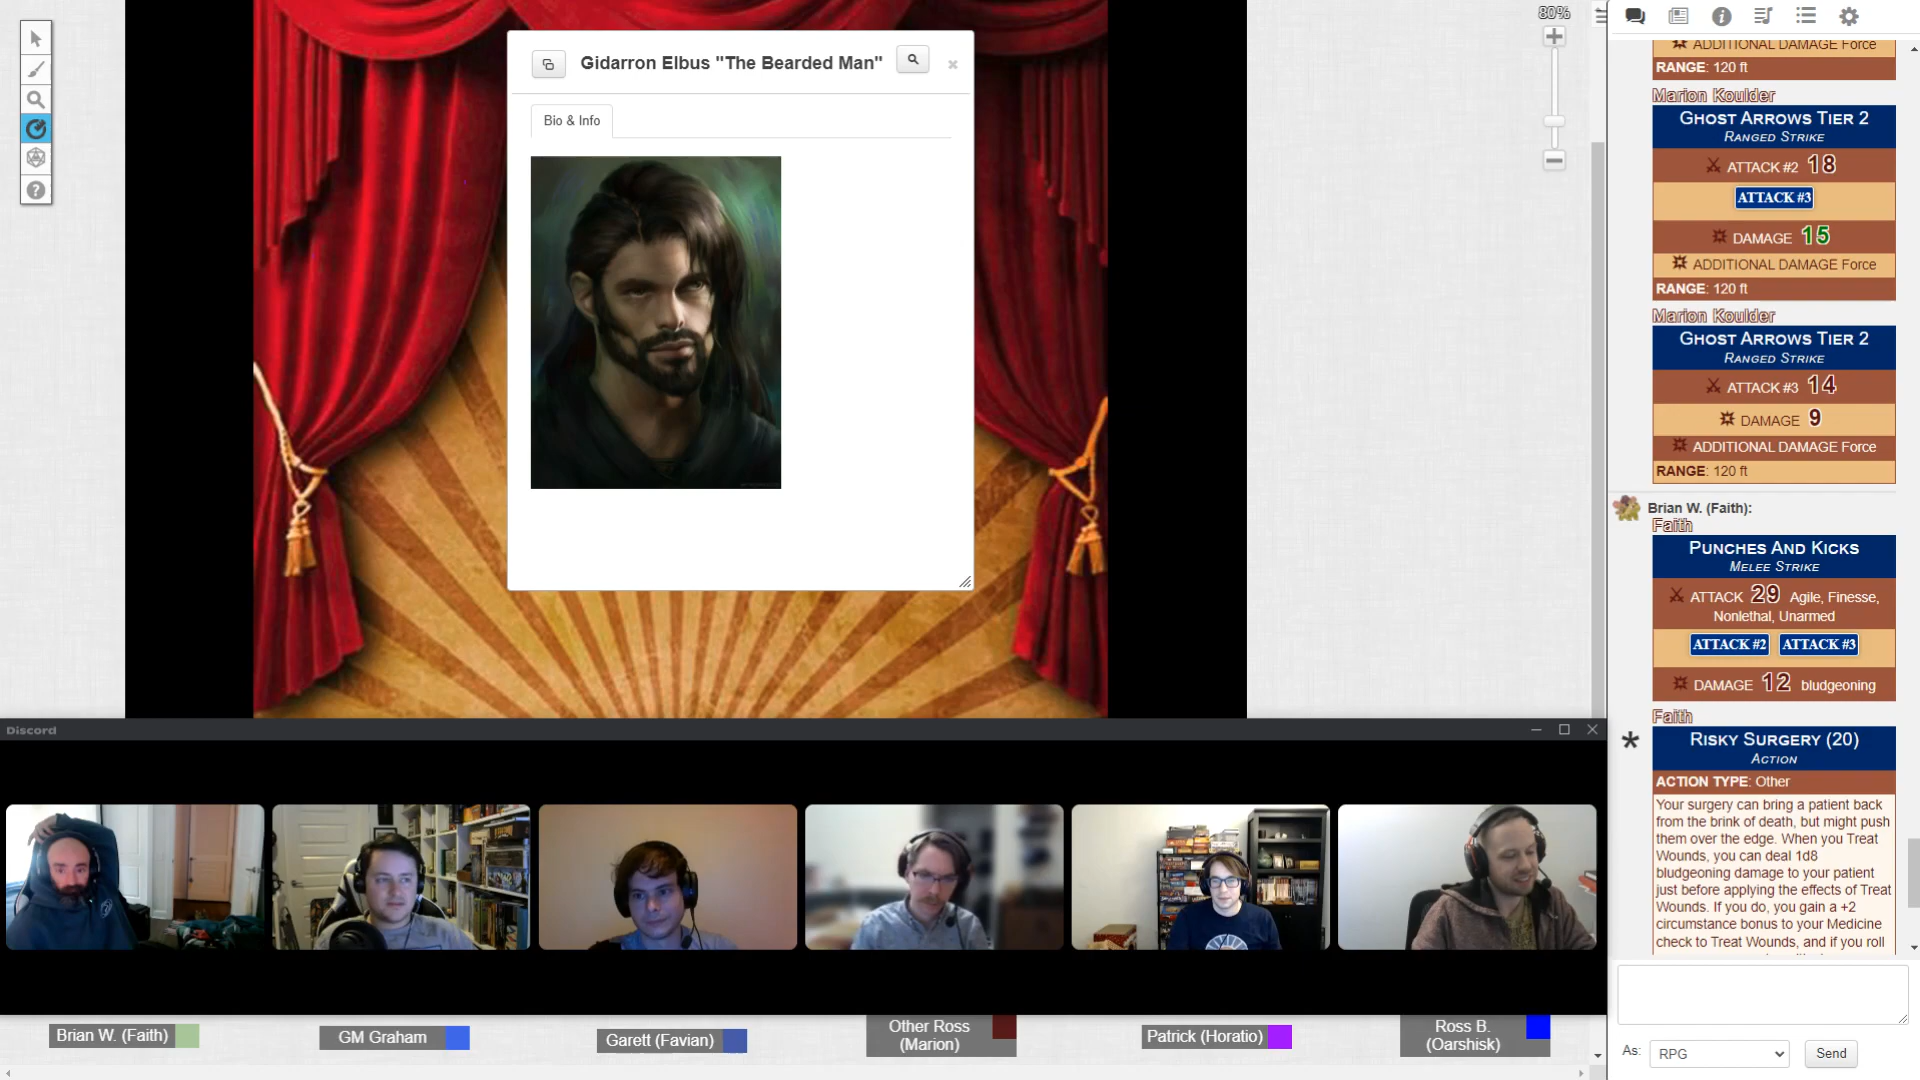 80%
Gidarron Elbus "The Bearded Man"
Bio & Info
ADDITIONAL DAMAGE Force
RANGE: 120 ft
Marion Koulder
GHOST ARROWS TIER 2
RANGED STRIKE
ATTACK #2 18
ATTACK #3
DAMAGE 15
ADDITIONAL DAMAGE Force
RANGE: 120 ft
Marion Koulder
GHOST ARROWS TIER 2
RANGED STRIKE
ATTACK #3 14
DAMAGE 9
ADDITIONAL DAMAGE Force
RANGE: 120 ft
Brian W. (Faith):
Faith
PUNCHES AND KICKS
MELEE STRIKE
ATTACK 29 Agile, Finesse,
Nonlethal, Unarmed
ATTACK #2 ATTACK #3
DAMAGE 12 bludgeoning
Faith
RISKY SURGERY (20)
ACTION
ACTION TYPE: Other
Your surgery can bring a patient back
from the brink of death, but might push
them over the edge. When you Treat
Wounds, you can deal 1d8
bludgeoning damage to your patient
just before applying the effects of Treat
Wounds. If you do, you gain a +2
circumstance bonus to your Medicine
check to Treat Wounds, and if you roll
As: RPG Send
Discord
Brian W. (Faith)
GM Graham
Garett (Favian)
Other Ross
(Marion)
Patrick (Horatio)
Ross B.
(Oarshisk)